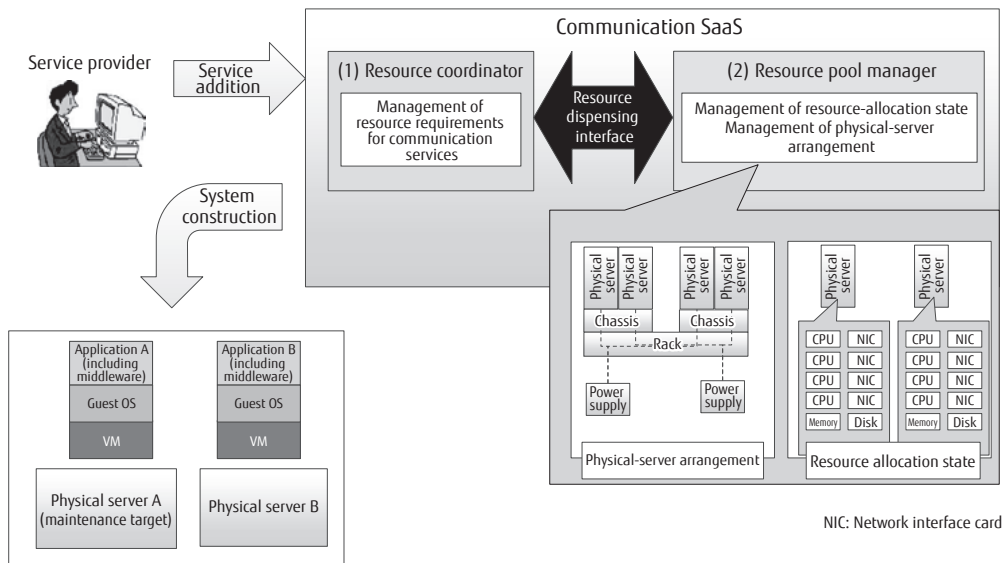 Communication SaaS
Service provider
Service
addition
(1) Resource coordinator
Management of
resource requirements
for communication
services
Resource
dispensing
interface
(2) Resource pool manager
Management of resource-allocation state
Management of physical-server
arrangement
System
construction
Physical
server
Physical
server
Physical
server
Physical
server
Chassis
Chassis
Rack
Power
supply
Power
supply
Physical-server arrangement
Physical
server
Physical
server
CPU NIC
CPU NIC
CPU NIC
CPU NIC
Memory Disk
CPU NIC
CPU NIC
CPU NIC
CPU NIC
Memory Disk
Resource allocation state
Application A
(including
middleware)
Guest OS
VM
Physical server A
(maintenance target)
Application B
(including
middleware)
Guest OS
VM
Physical server B
NIC: Network interface card